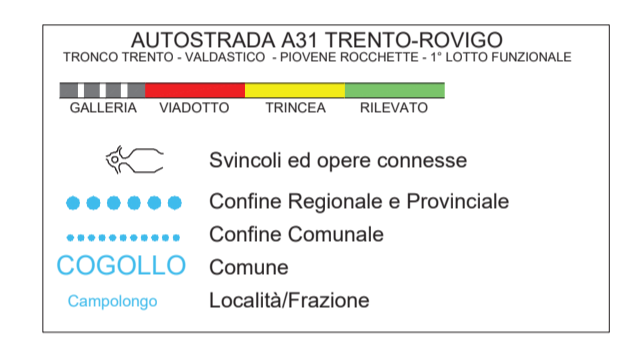 AUTOSTRADA A31 TRENTO-ROVIGO
TRONCO TRENTO - VALDASTICO - PIOVENE ROCCHETTE - 1° LOTTO FUNZIONALE
GALLERIA VIADOTTO TRINCEA RILEVATO
Svincoli ed opere connesse
Confine Regionale e Provinciale
Confine Comunale
COGOLLO Comune
Campolongo Località/Frazione